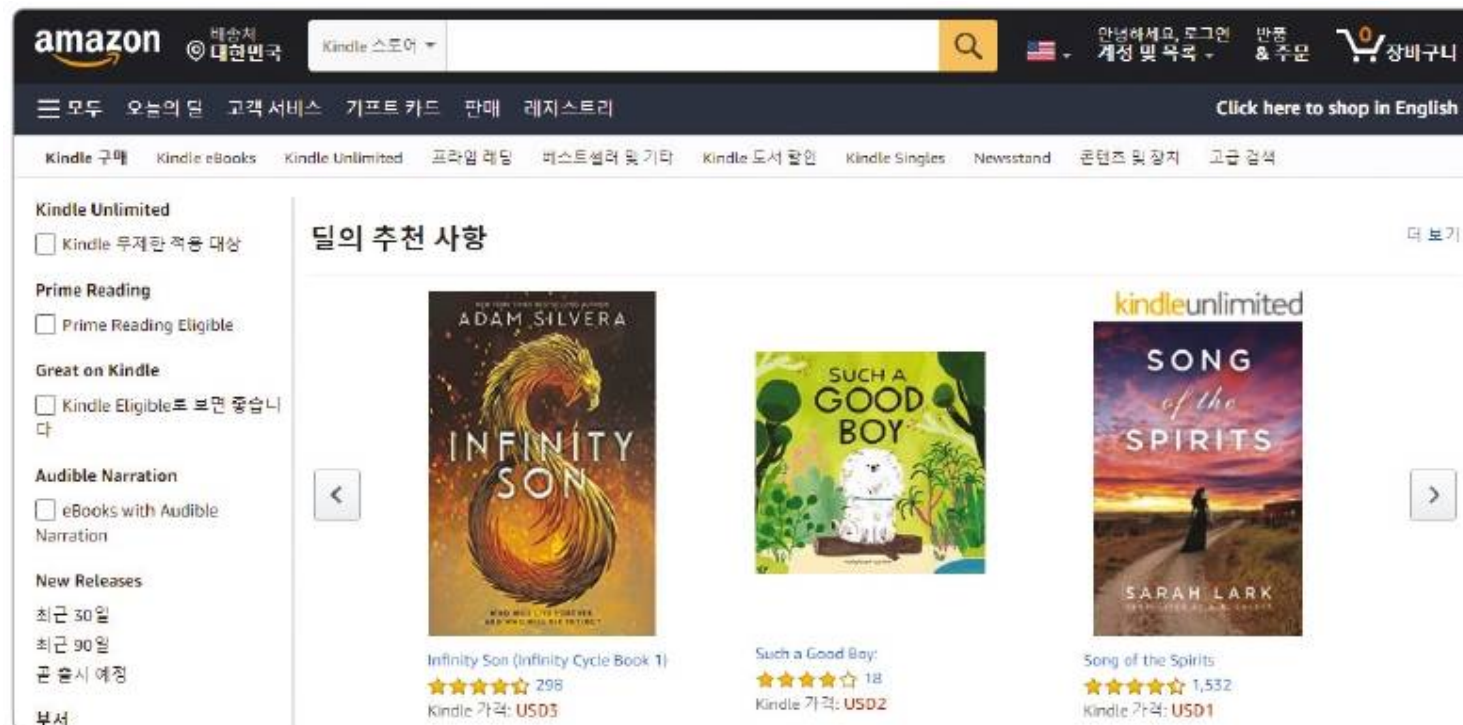 amazon
배송처
대한민국
Kindle 스토어
안녕하세요, 로그인
계정 및 목록
반품
& 주문
0
장바구니
모두 오늘의 딜 고객 서비스 기프트 카드 판매 레지스트리
Click here to shop in English
Kindle 구매 Kindle eBooks Kindle Unlimited 프라임 레딩 베스트셀러 및 기타 Kindle 도서 할인 Kindle Singles Newsstand 콘텐츠 및 장치 고급 검색
Kindle Unlimited
Kindle 무제한 적용 대상
Prime Reading
Prime Reading Eligible
Great on Kindle
Kindle Eligible로 보면 좋습니
다
Audible Narration
eBooks with Audible
Narration
New Releases
최근 30일
최근 90일
곧 출시 예정
부서
딜의 추천 사항
더 보기
ADAM SILVERA
INFINITY
SON
Infinity Son (Infinity Cycle Book 1)
298
Kindle 가격: USD3
SUCH A
GOOD
BOY
Such a Good Boy:
18
Kindle 가격: USD2
kindleunlimited
SONG
of the
SPIRITS
SARAH LARK
Song of the Spirits
1,532
Kindle 가격: USD1